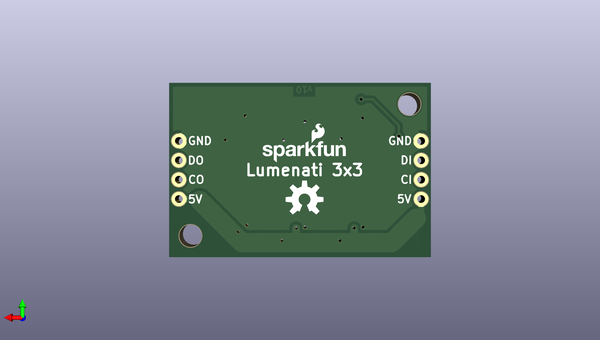 GND
DO
CO
5V
sparkfun
Lumenati 3x3
GND
DI
CI
5V